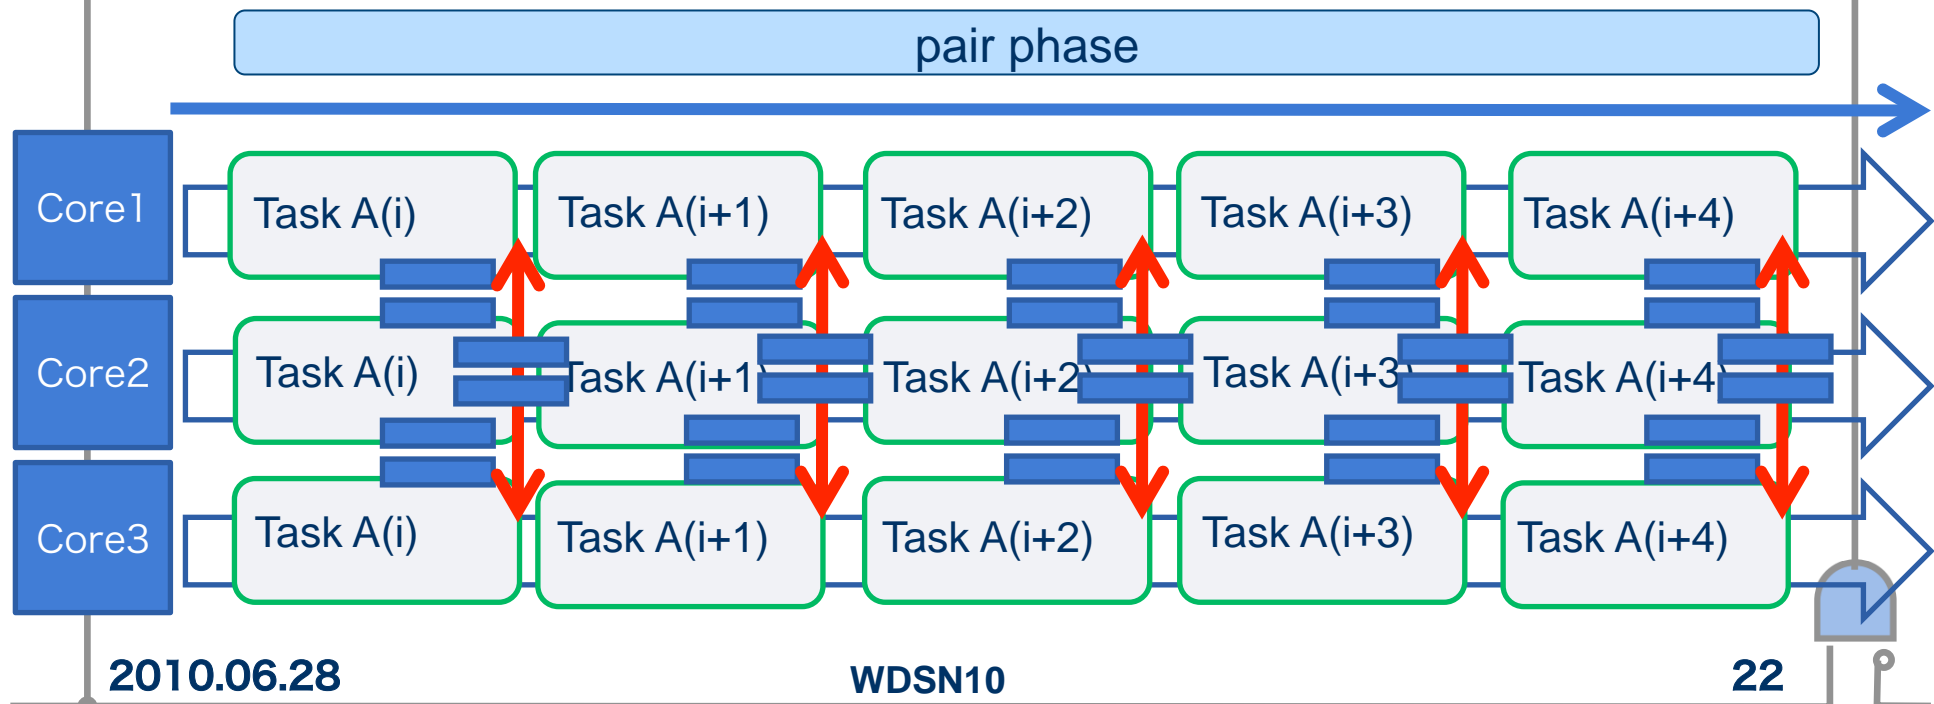 pair phase
Core1
Task A(i)
Task A(i+1)
Task A(i+2)
Task A(i+3)
Task A(i+4)
Core2
Task A(i)
Task A(i+1
Task A(i+2
Task A(i+3)
Task A(i+4
Core3
Task A(i)
Task A(i+1)
Task A(i+2)
Task A(i+3)
Task A(i+4)
2010.06.28
WDSN10
22